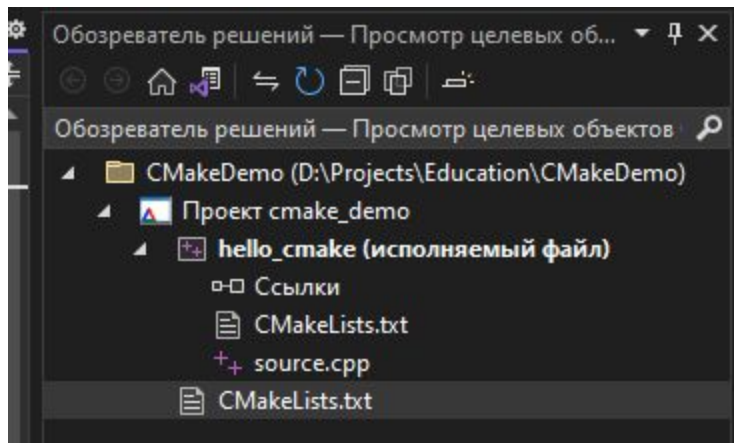 Обозреватель решений — Просмотр целевых об...
Обозреватель решений — Просмотр целевых объектов
CMakeDemo (D:\Projects\Education\CMakeDemo)
Проект cmake_demo
hello_cmake (исполняемый файл)
Ссылки
CMakeLists.txt
source.cpp
CMakeLists.txt